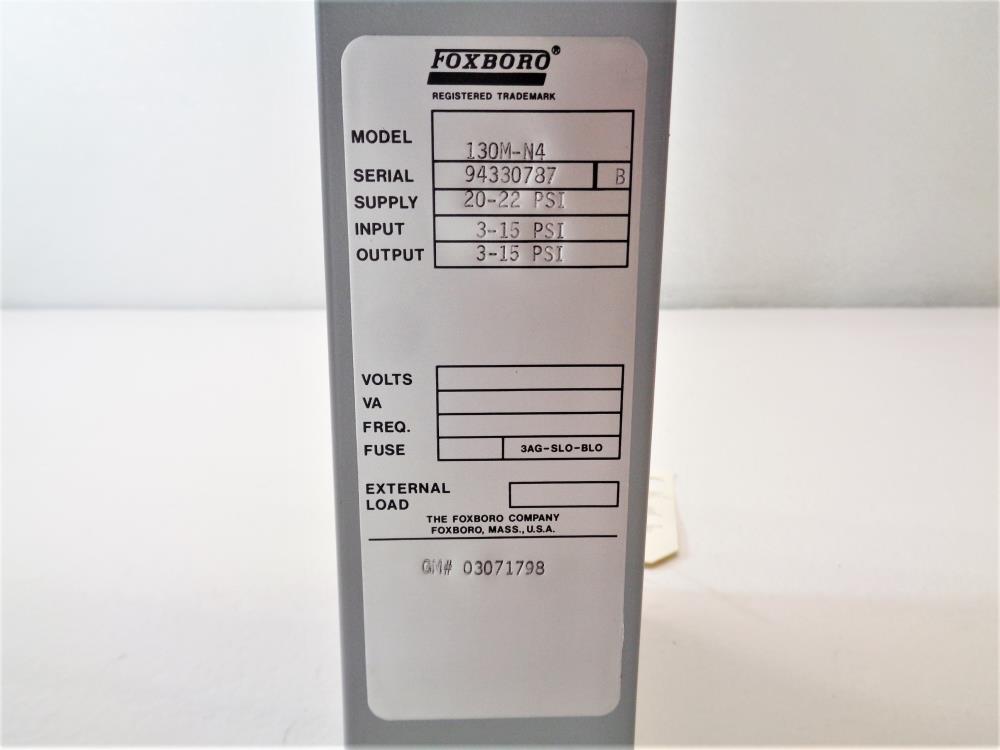 FOXBORO®
REGISTERED TRADEMARK
MODEL 130M-N4
SERIAL 94330787 B
SUPPLY 20-22 PSI
INPUT 3-15 PSI
OUTPUT 3-15 PSI
VOLTS
VA
FREQ.
FUSE 3AG-SLO-BLO
EXTERNAL
LOAD
THE FOXBORO COMPANY
FOXBORO, MASS., U.S.A.
GM# 03071798